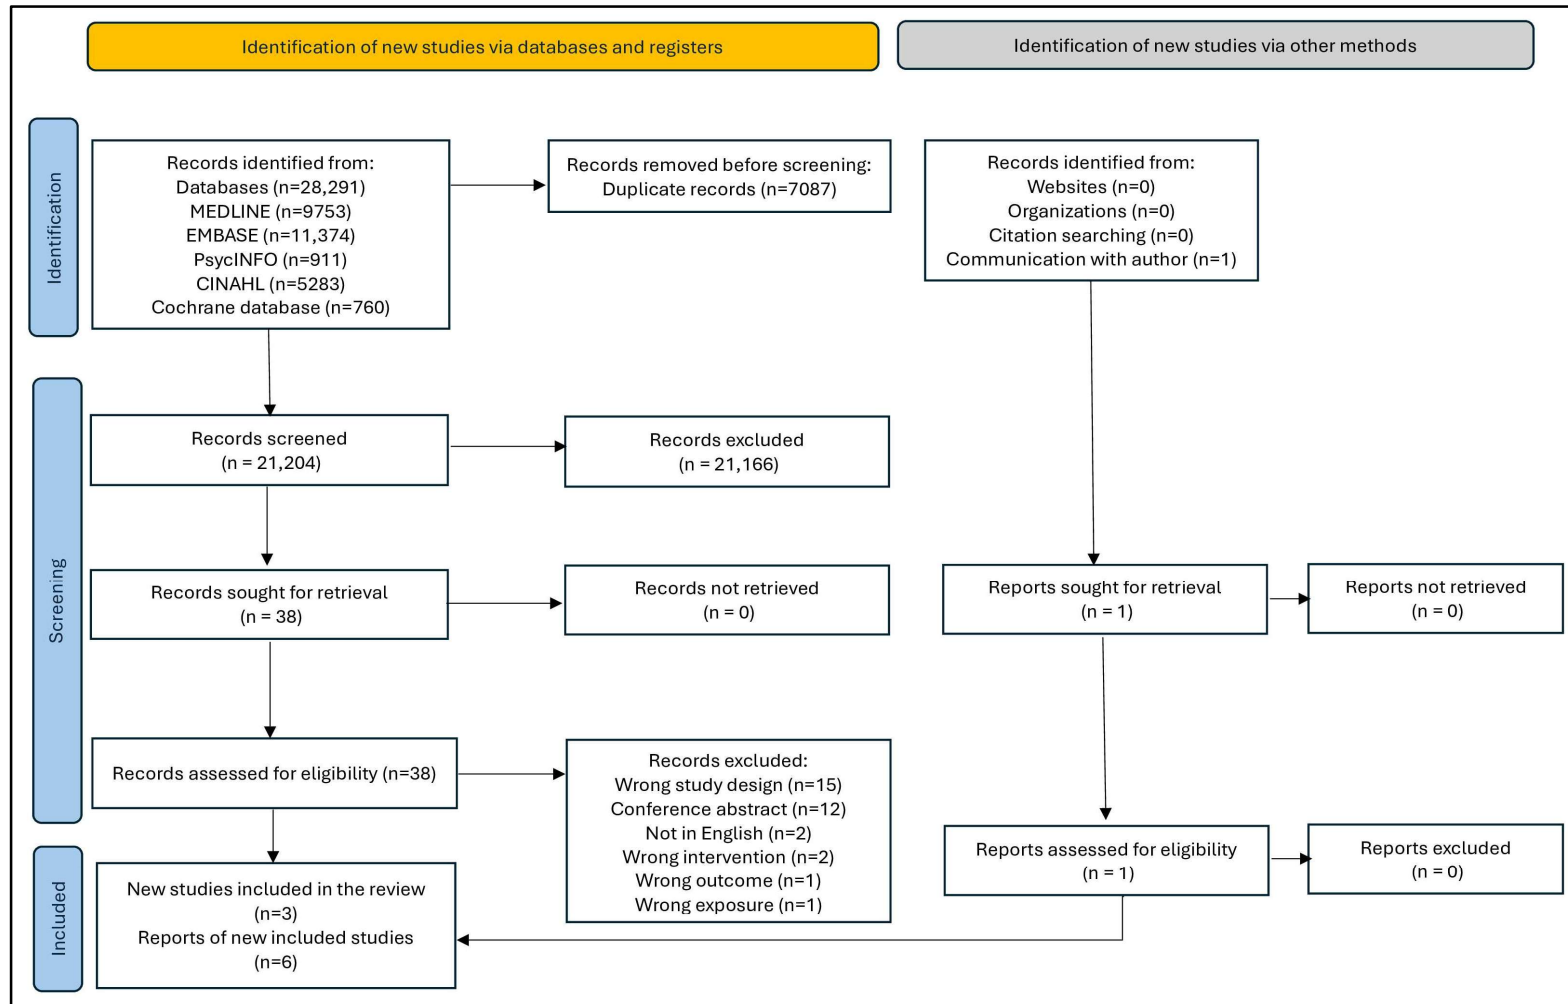 Identification of new studies via databases and registers
Identification of new studies via other methods
Identification
Records identified from:
Databases (n=28,291)
MEDLINE (n=9753)
EMBASE (n=11,374)
PsycINFO (n=911)
CINAHL (n=5283)
Cochrane database (n=760)
Records removed before screening:
Duplicate records (n=7087)
Records identified from:
Websites (n=0)
Organizations (n=0)
Citation searching (n=0)
Communication with author (n=1)
Screening
Records screened
(n = 21,204)
Records excluded
(n = 21,166)
Records sought for retrieval
(n = 38)
Records not retrieved
(n = 0)
Reports sought for retrieval
(n = 1)
Reports not retrieved
(n = 0)
Records assessed for eligibility (n=38)
Records excluded:
Wrong study design (n=15)
Conference abstract (n=12)
Not in English (n=2)
Wrong intervention (n=2)
Wrong outcome (n=1)
Wrong exposure (n=1)
Reports assessed for eligibility
(n = 1)
Reports excluded
(n = 0)
Included
New studies included in the review
(n=3)
Reports of new included studies
(n=6)